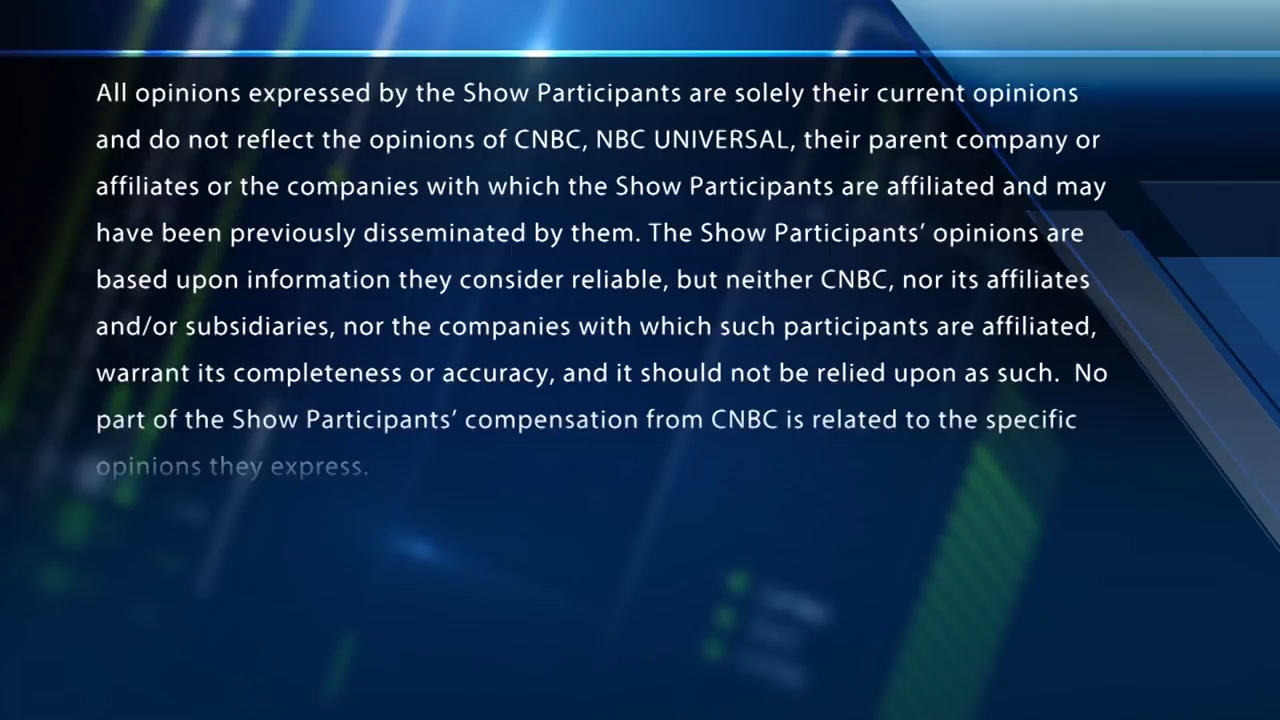 All opinions expressed by the Show Participants are solely their current opinions
and do not reflect the opinions of CNBC, NBC UNIVERSAL, their parent company or
affiliates or the companies with which the Show Participants are affiliated and may
have been previously disseminated by them. The Show Participants’ opinions are
based upon information they consider reliable, but neither CNBC, nor its affiliates
and/or subsidiaries, nor the companies with which such participants are affiliated,
warrant its completeness or accuracy, and it should not be relied upon as such.  No
part of the Show Participants’ compensation from CNBC is related to the specific
opinions they express.